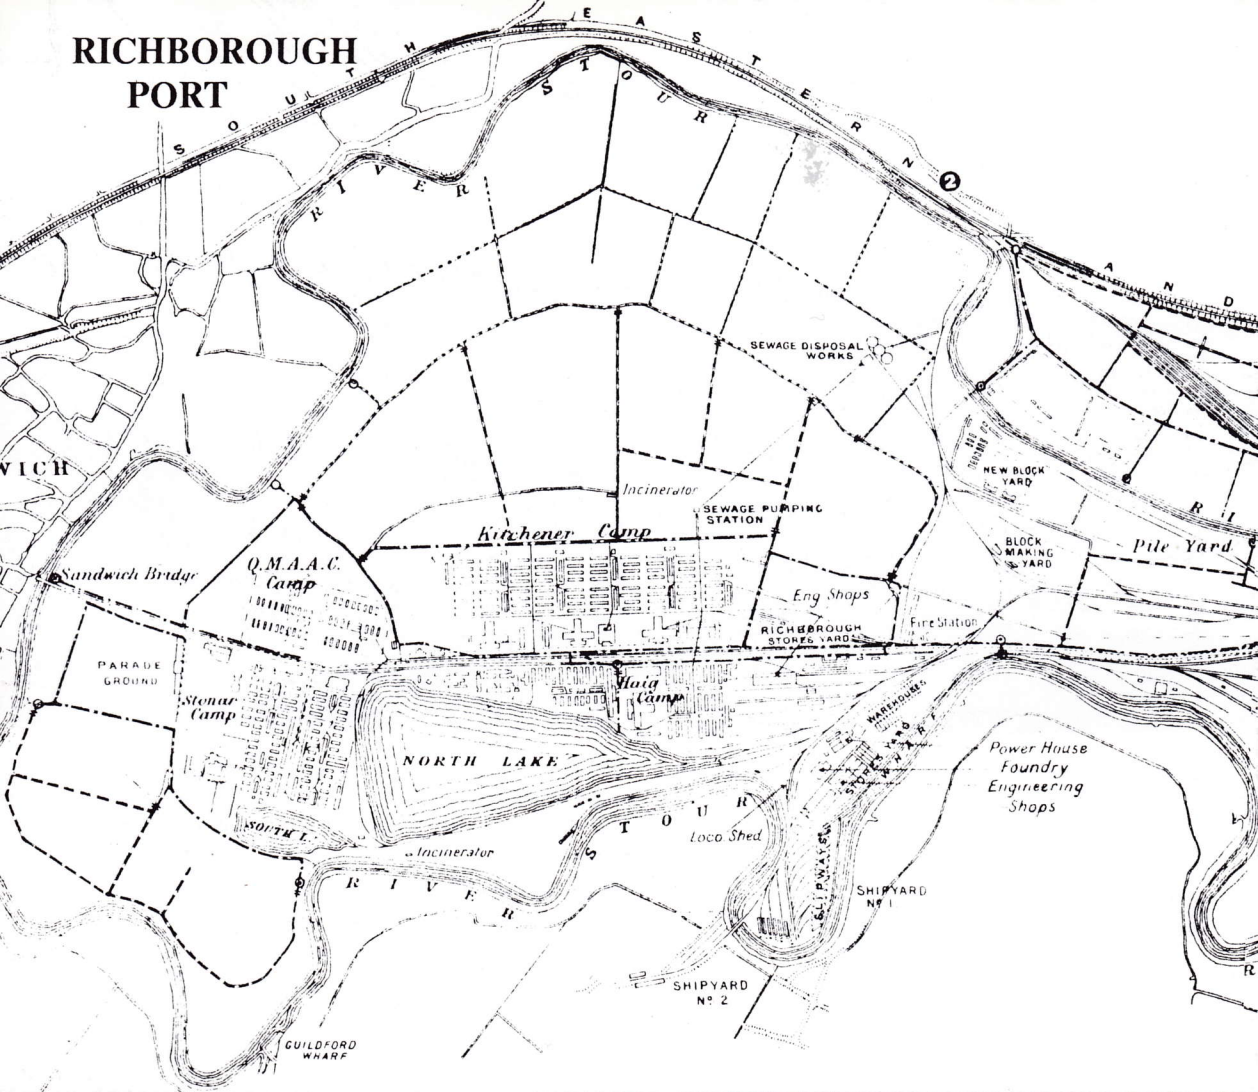 RICHBOROUGH
PORT
SOUTH EASTERN AND
RIVER STOUR
2
SEWAGE DISPOSAL
WORKS
WICH
NEW BLOCK
YARD
Incinerator
SEWAGE PUMPING
STATION
RI
Kitchener Camp
BLOCK
MAKING
YARD
Pile Yard
Sandwich Bridge
Q.M.A.A.C.
Camp
Eng Shops
Fire Station
RICHBOROUGH
STORES YARD
PARADE
GROUND
Stonar
Camp
Haig
Camp
WAREHOUSES
STORES YARD
WHARF
NORTH LAKE
Power House
Foundry
Engineering
Shops
SOUTH L.
Incinerator
RIVER STOUR
Loco. Shed
SLIPWAYS
SHIPYARD
No 1
R
SHIPYARD
No 2
GUILDFORD
WHARF